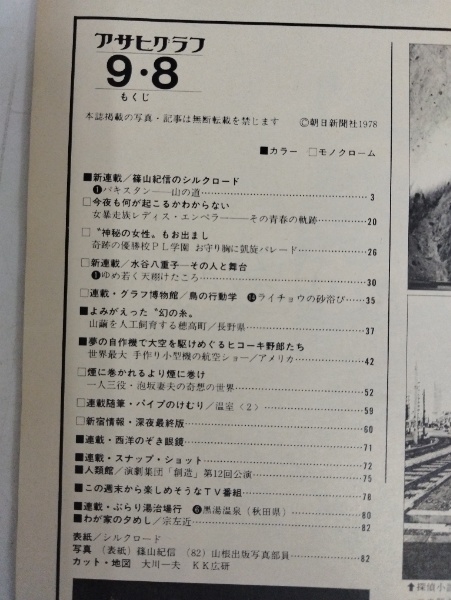 アサヒグラフ
9・8
もくじ
本誌掲載の写真・記事は無断転載を禁じます　Ⓒ朝日新聞社1978
■カラー　□モノクローム
■新連載／篠山紀信のシルクロード
❶パキスタン——山の道 3
□今夜も何が起こるかわからない
女暴走族レディス・エンペラー——その青春の軌跡 20
□〝神秘の女性〟もお出まし
奇跡の優勝校ＰＬ学園　お守り胸に凱旋パレード 26
□新連載／水谷八重子——その人と舞台
❶ゆめ若く天翔けたころ 30
□連載・グラフ博物館／鳥の行動学　⓮ライチョウの砂浴び 35
■よみがえった〝幻の糸〟
山繭を人工飼育する穂高町／長野県 37
■夢の自作機で大空を駆けめぐるヒコーキ野郎たち
世界最大　手作り小型機の航空ショー／アメリカ 42
□煙に巻かれるより煙に巻け
一人三役・泡坂妻夫の奇想の世界 52
□連載随筆・パイプのけむり／温室〈2〉 59
□新宿情報・深夜最終版 60
■連載・西洋のぞき眼鏡 71
■連載・スナップ・ショット 72
■人類館／演劇集団「創造」第12回公演 75
■この週末から楽しめそうなＴＶ番組 78
■連載・ぶらり湯治場行　❻黒湯温泉（秋田県） 80
■わが家の夕めし／宗左近 82
表紙／シルクロード
写真　（表紙）篠山紀信　（82）山根出版写真部員 82
カット・地図　大川一夫　ＫＫ広研
↑探偵小説